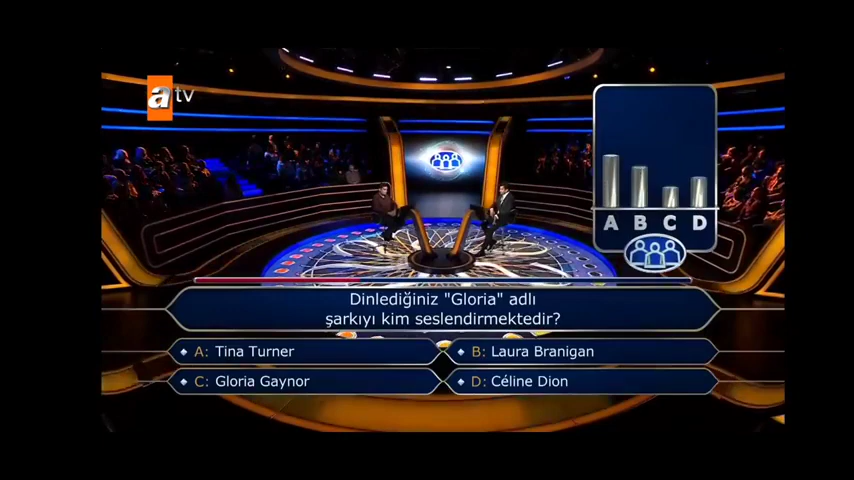 atv
A B C D
Dinlediğiniz "Gloria" adlı
şarkıyı kim seslendirmektedir?
A: Tina Turner
B: Laura Branigan
C: Gloria Gaynor
D: Céline Dion